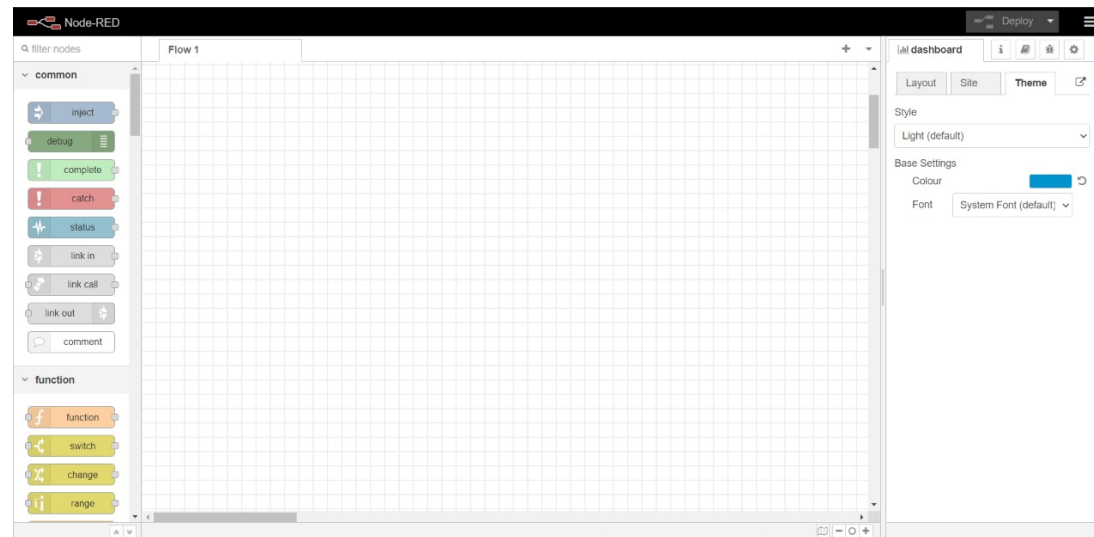 Node-RED
Deploy
filter nodes
Flow 1
dashboard
i
common
inject
debug
complete
catch
status
link in
link call
link out
comment
function
function
switch
change
range
Layout
Site
Theme
Style
Light (default)
Base Settings
Colour
Font
System Font (default)